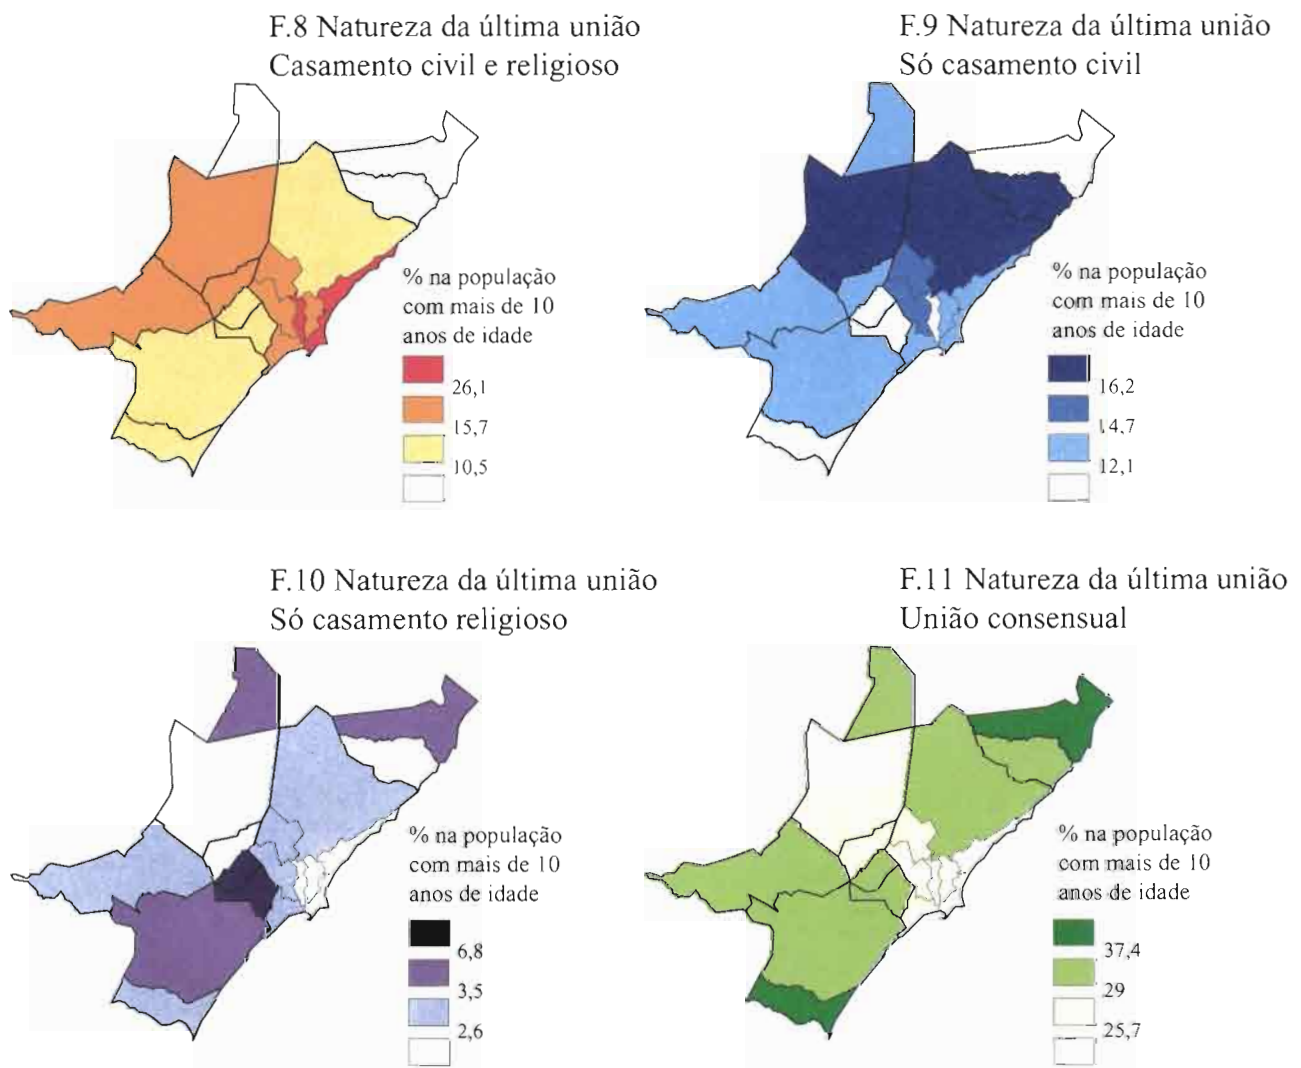 F.8 Natureza da última união
Casamento civil e religioso
% na população
com mais de 10
anos de idade
26,1
15,7
10,5
F.9 Natureza da última união
Só casamento civil
% na população
com mais de 10
anos de idade
16,2
14,7
12,1
F.10 Natureza da última união
Só casamento religioso
% na população
com mais de 10
anos de idade
6,8
3,5
2,6
F.11 Natureza da última união
União consensual
% na população
com mais de 10
anos de idade
37,4
29
25,7